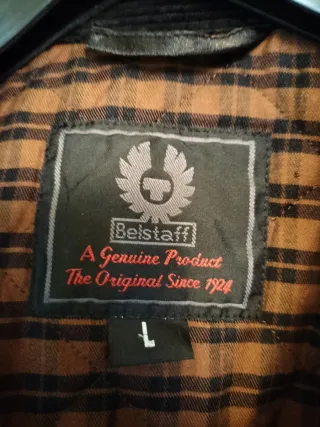 Belstaff
A Genuine Product
The Original Since 1924
L